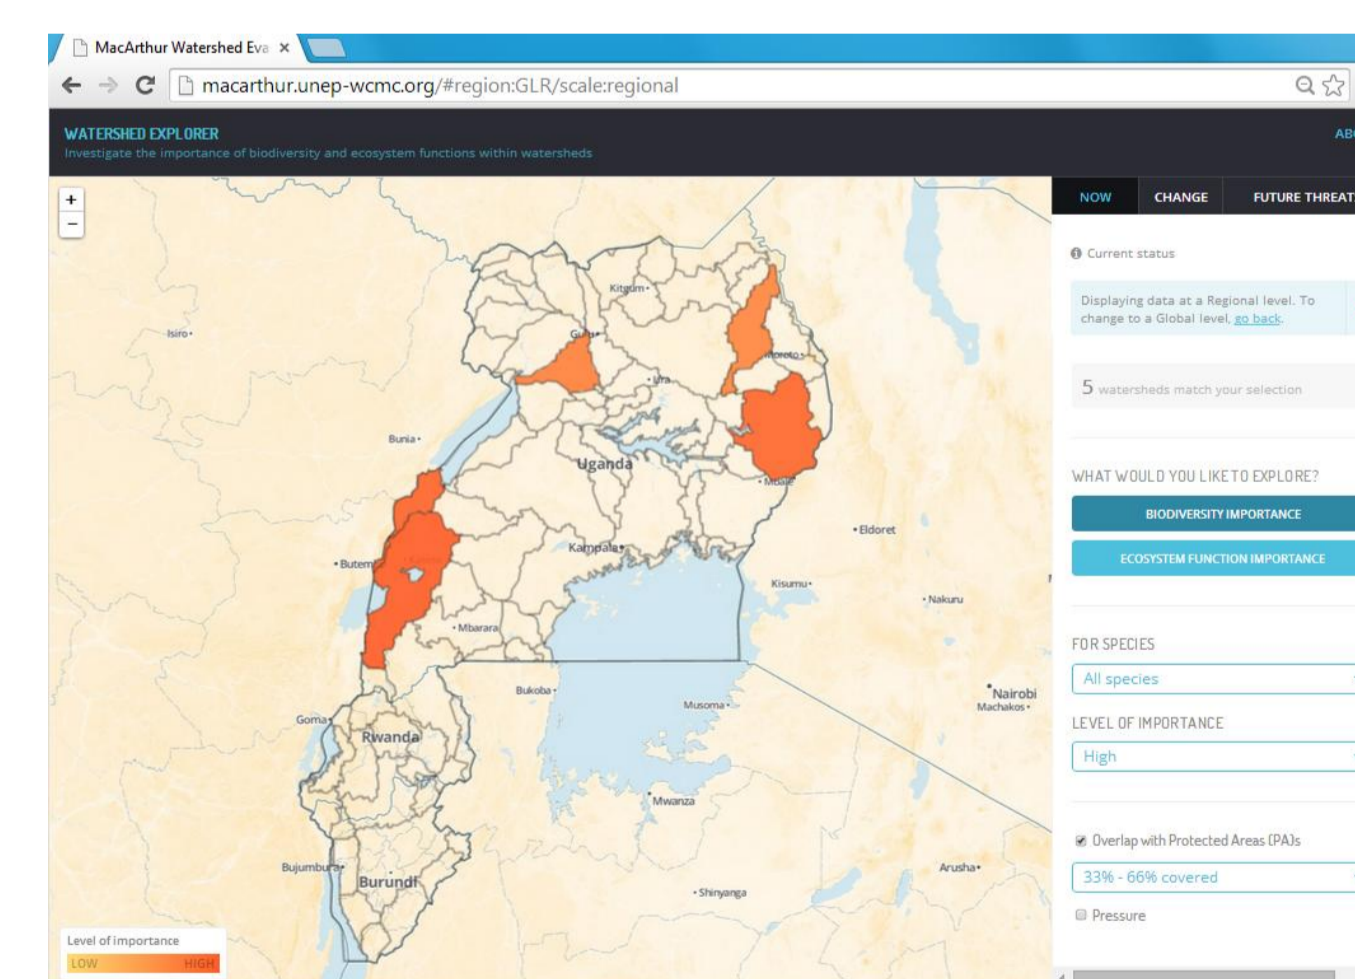 MacArthur Watershed Eva ×
macarthur.unep-wcmc.org/#region:GLR/scale:regional
WATERSHED EXPLORER
Investigate the importance of biodiversity and ecosystem functions within watersheds
+
−
NOW CHANGE FUTURE THREAT
Current status
Displaying data at a Regional level. To
change to a Global level, go back.
5 watersheds match your selection
WHAT WOULD YOU LIKE TO EXPLORE?
BIODIVERSITY IMPORTANCE
ECOSYSTEM FUNCTION IMPORTANCE
FOR SPECIES
All species
LEVEL OF IMPORTANCE
High
Overlap with Protected Areas (PA)s
33% - 66% covered
Pressure
Kitgum
Isiro
Gulu
Moroto
Lira
Bunia
Uganda
Mbale
Eldoret
Kampala
Butem
Kisumu
Nakuru
Mbarara
Bukoba
Nairobi
Machakos
Musoma
Goma
Rwanda
Mwanza
Bujumbura
Burundi
Arusha
Shinyanga
Level of importance
LOW HIGH